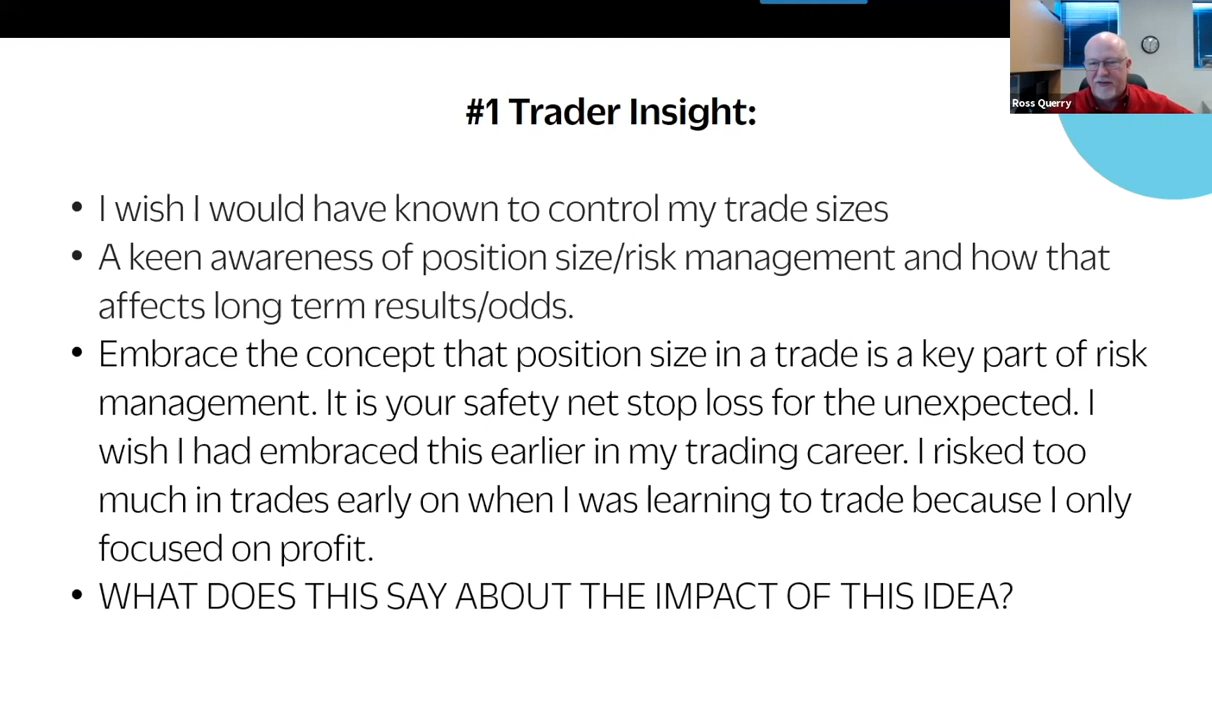 #1 Trader Insight:
Ross Querry
• I wish I would have known to control my trade sizes
• A keen awareness of position size/risk management and how that
affects long term results/odds.
• Embrace the concept that position size in a trade is a key part of risk
management. It is your safety net stop loss for the unexpected. I
wish I had embraced this earlier in my trading career. I risked too
much in trades early on when I was learning to trade because I only
focused on profit.
• WHAT DOES THIS SAY ABOUT THE IMPACT OF THIS IDEA?